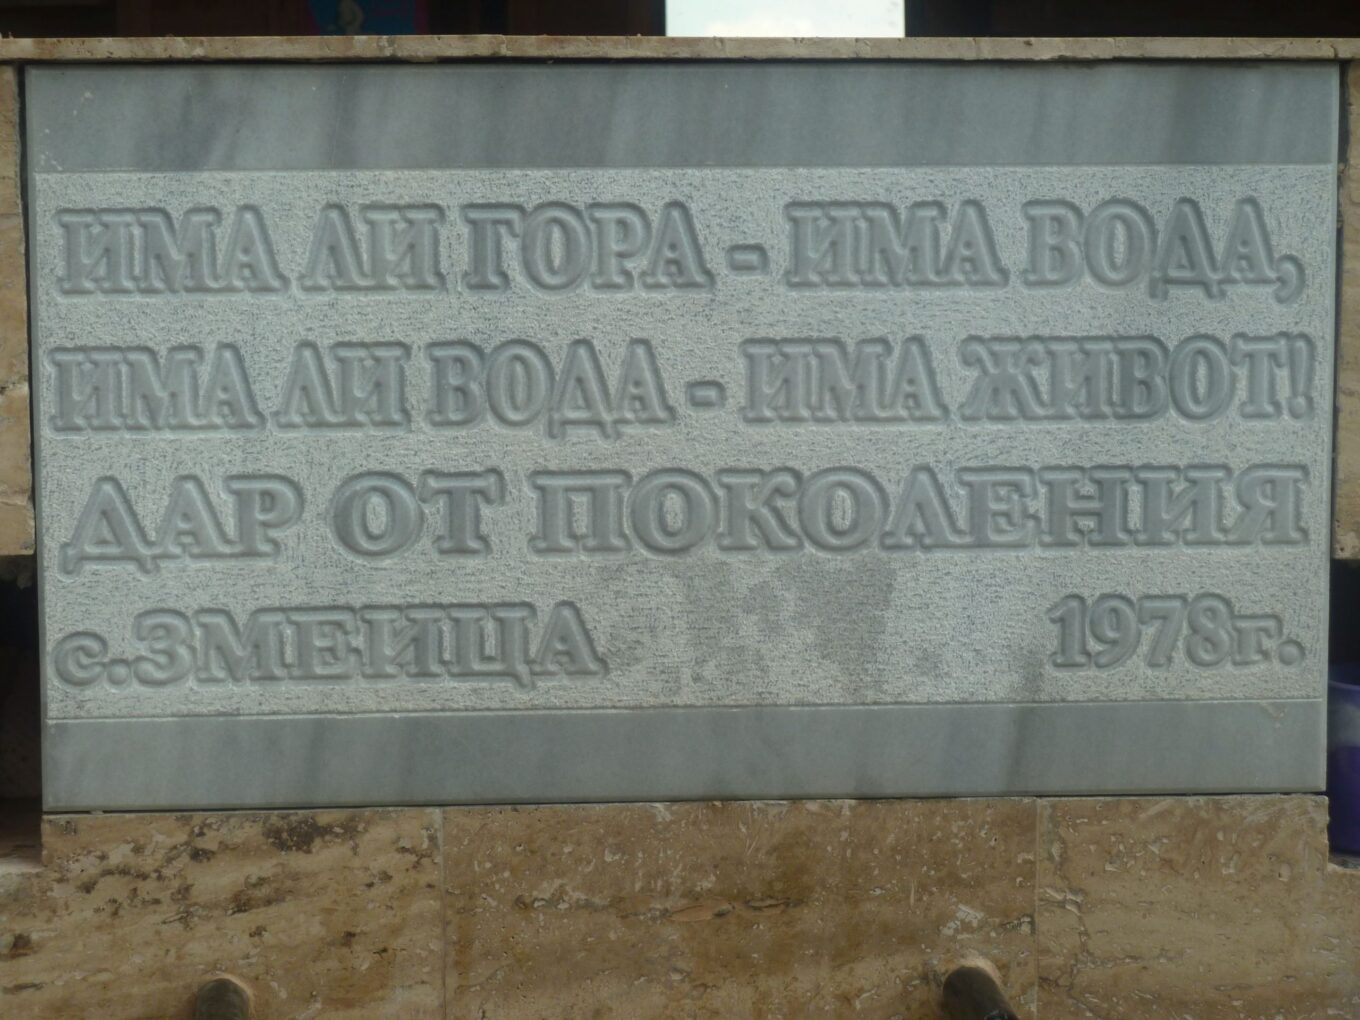 ИМА ЛИ ГОРА - ИМА ВОДА,
ИМА ЛИ ВОДА - ИМА ЖИВОТ!
ДАР ОТ ПОКОЛЕНИЯ
с.ЗМЕИЦА 1978г.